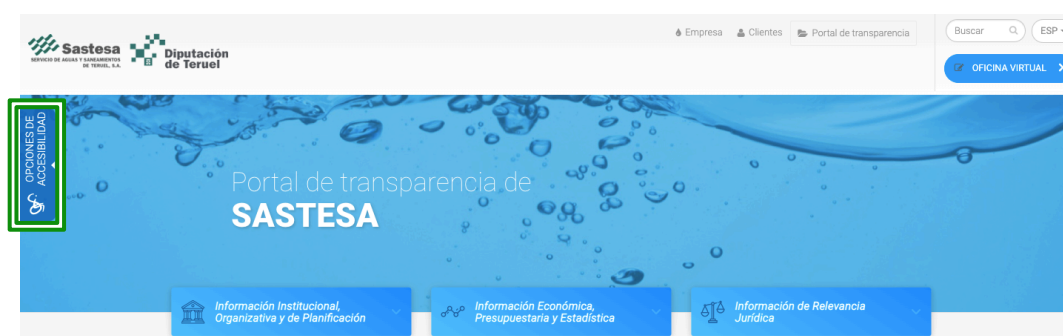 Sastesa
SERVICIO DE AGUAS Y SANEAMIENTOS
DE TERUEL, S.A.
Diputación
de Teruel
Empresa
Clientes
Portal de transparencia
Buscar
ESP
OFICINA VIRTUAL
OPCIONES DE
ACCESIBILIDAD
Portal de transparencia de
SASTESA
Información Institucional,
Organizativa y de Planificación
Información Económica,
Presupuestaria y Estadística
Información de Relevancia
Jurídica